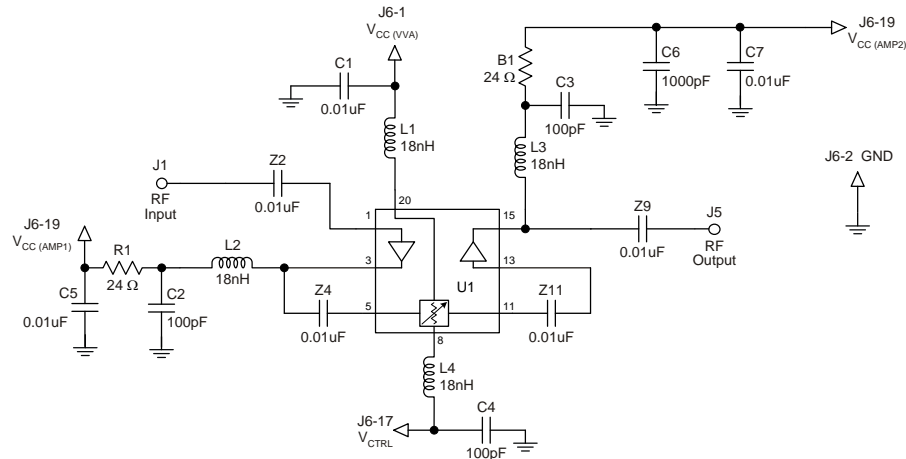 J6-1
VCC (VVA)
C1
0.01uF
L1
18nH
B1
24 Ω
C3
100pF
C6
1000pF
C7
0.01uF
J6-19
VCC (AMP2)
L3
18nH
J6-2 GND
J1
RF
Input
Z2
0.01uF
20
1
15
Z9
0.01uF
J5
RF
Output
J6-19
VCC (AMP1)
R1
24 Ω
L2
18nH
3
13
U1
C5
0.01uF
C2
100pF
Z4
0.01uF
5
11
Z11
0.01uF
8
L4
18nH
J6-17
VCTRL
C4
100pF